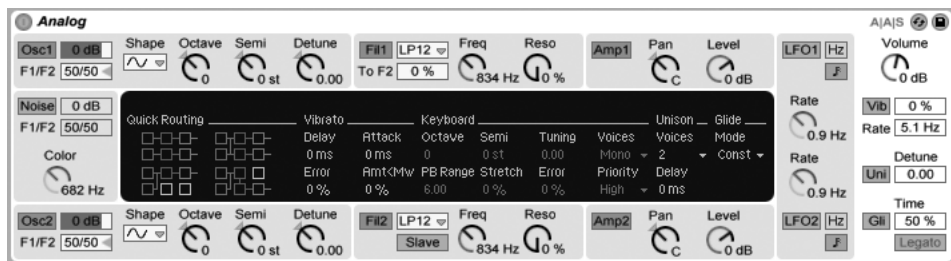 Analog A|A|S
Osc1 0 dB Shape Octave Semi Detune Fil1 LP12 Freq Reso Amp1 Pan Level LFO1 Hz Volume
F1/F2 50/50 0 0 st 0.00 To F2 0 % 834 Hz 0 % C 0 dB 0 dB
Noise 0 dB Rate Vib 0 %
F1/F2 50/50 Quick Routing Vibrato Keyboard Unison Glide 0.9 Hz Rate 5.1 Hz
Delay Attack Octave Semi Tuning Voices Voices Mode
Color 0 ms 0 ms 0 0 st 0.00 Mono 2 Const Rate Detune
Error Amt<Mw PB Range Stretch Error Priority Delay Uni 0.00
682 Hz 0 % 0 % 6.00 0 % 0 % High 0 ms 0.9 Hz
Osc2 0 dB Shape Octave Semi Detune Fil2 LP12 Freq Reso Amp2 Pan Level LFO2 Hz Time
Gli 50 %
F1/F2 50/50 0 0 st 0.00 Slave 834 Hz 0 % C 0 dB Legato